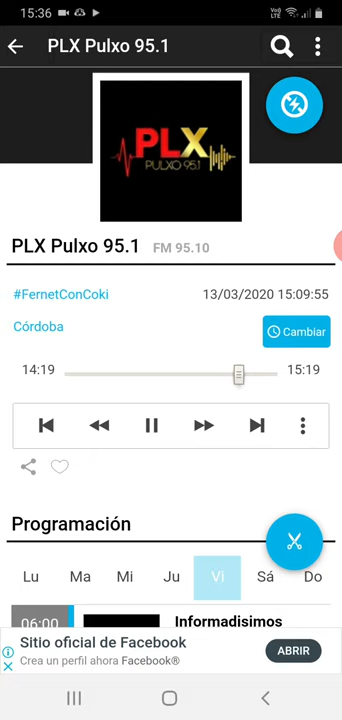 15:36
Vo)) LTE
PLX Pulxo 95.1
PLX
PULXO 95.1
PLX Pulxo 95.1 FM 95.10
#FernetConCoki 13/03/2020 15:09:55
Córdoba Cambiar
14:19 15:19
Programación
Lu Ma Mi Ju Vi Sá Do
06:00 Informadisimos
Sitio oficial de Facebook
Crea un perfil ahora Facebook®
ABRIR